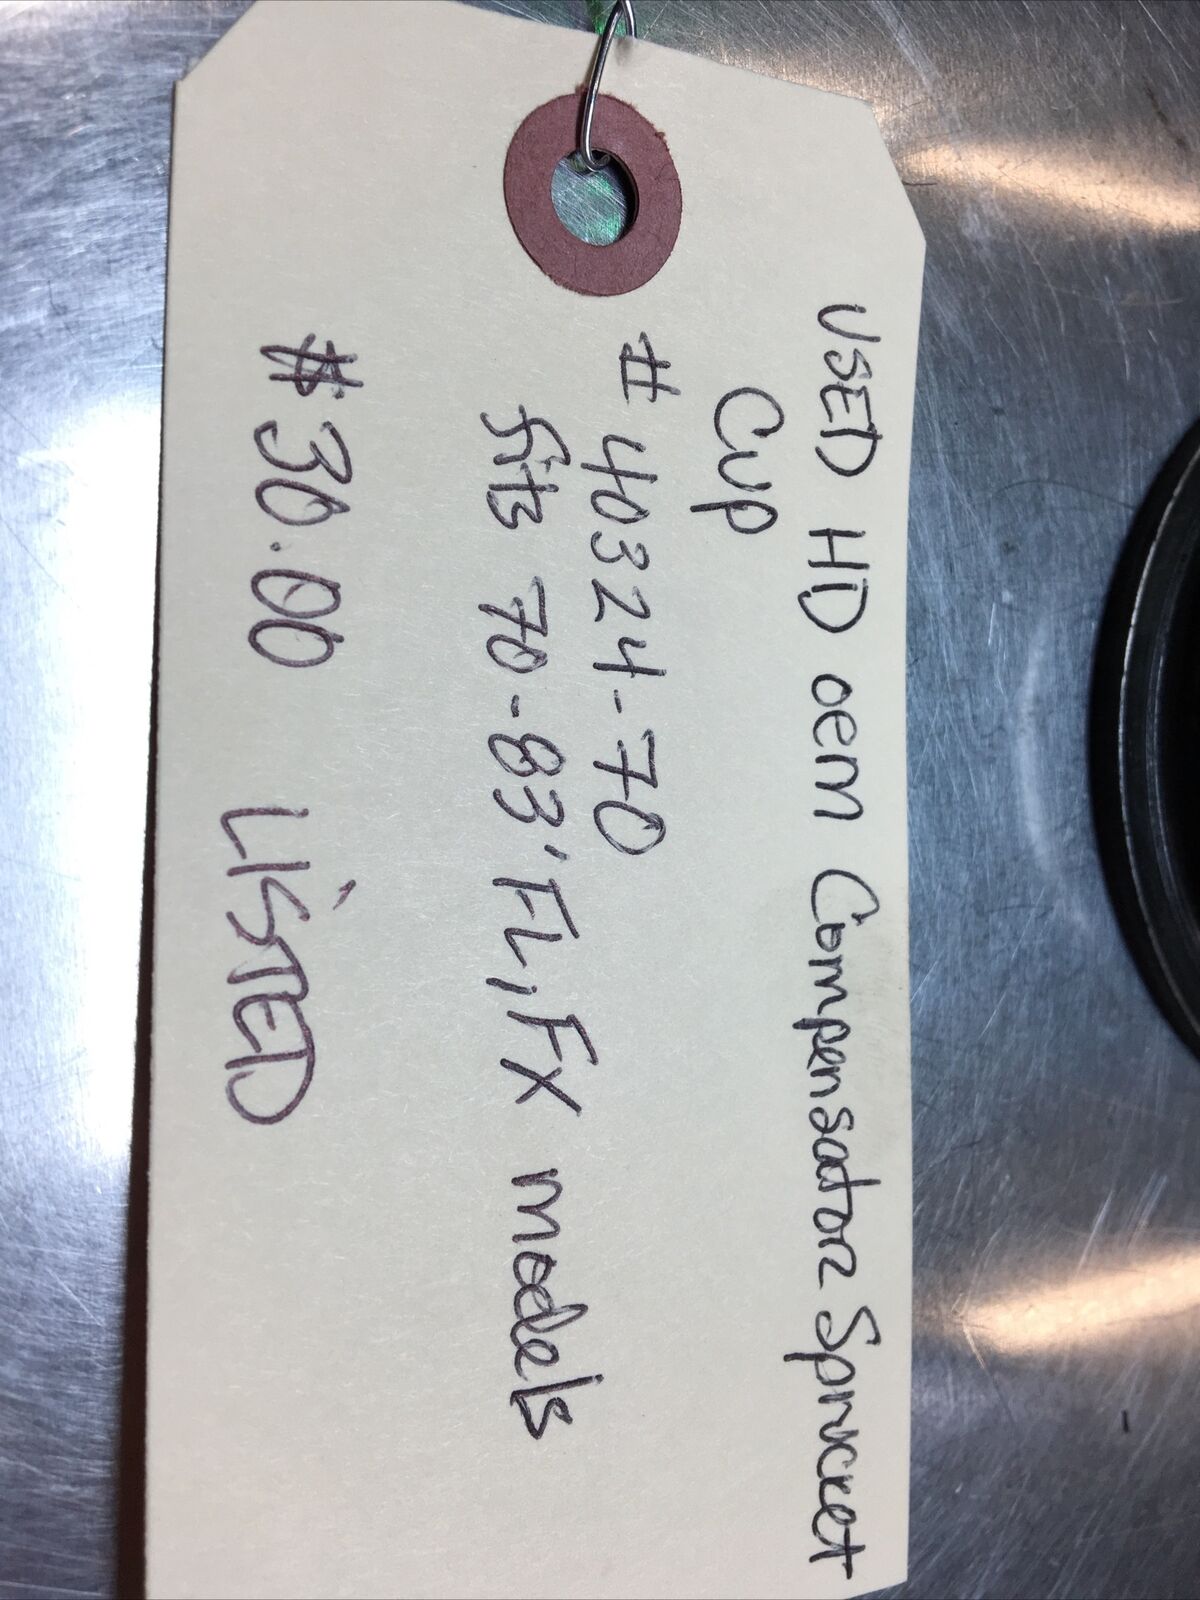 USED HD oem Compensator Sprocket
Cup
# 40324-70
fits 70-83' FL, FX models
$30.00 LISTED